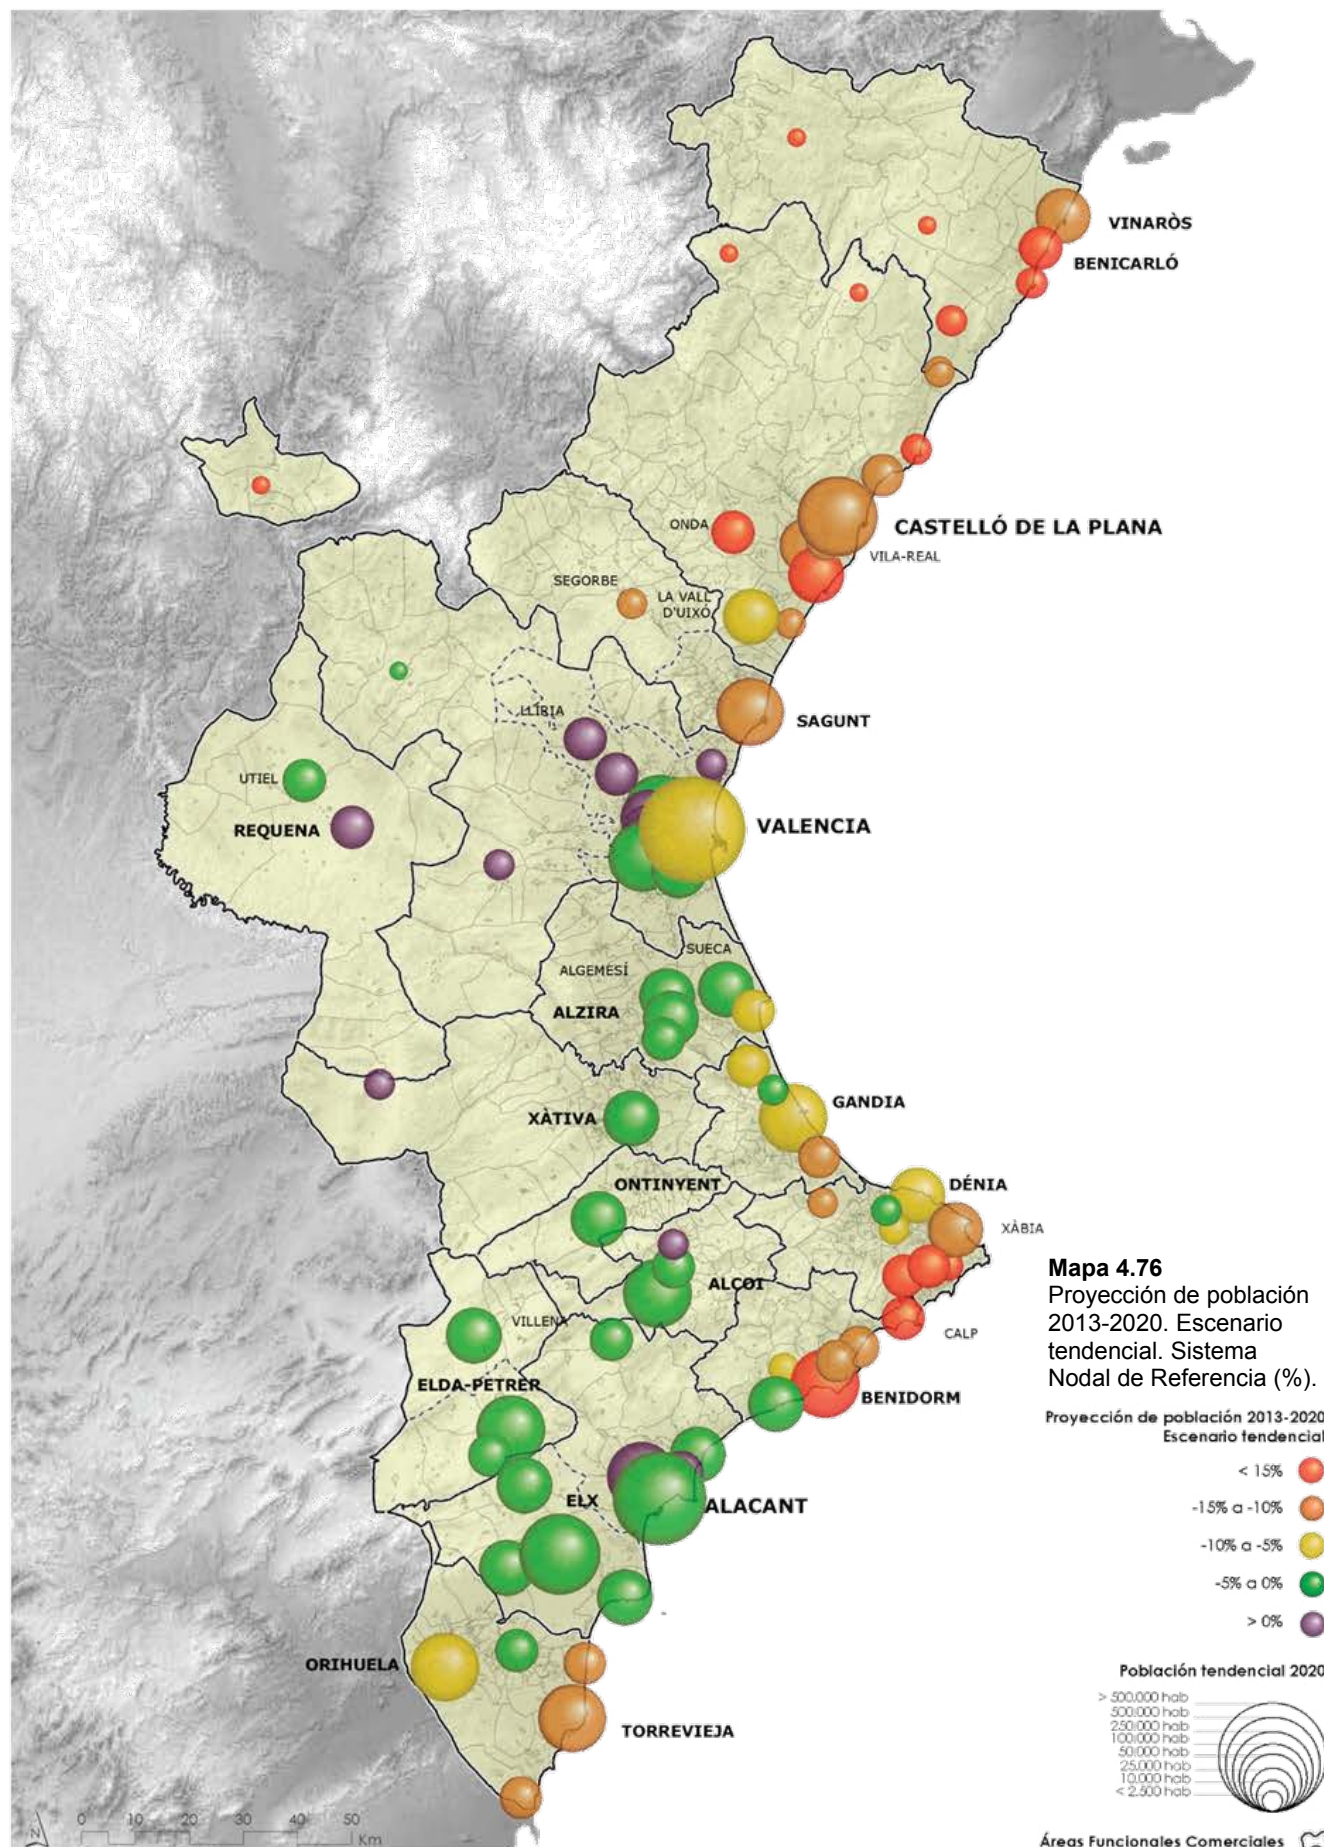 VINARÒS
BENICARLÓ
ONDA
CASTELLÓ DE LA PLANA
VILA-REAL
SEGORBE
LA VALL
D'UIXÓ
SAGUNT
LLÍRIA
UTIEL
REQUENA
VALENCIA
SUECA
ALGEMESÍ
ALZIRA
GANDIA
XÀTIVA
ONTINYENT
DÉNIA
XÀBIA
ALCOI
VILLENA
CALP
ELDA-PETRER
BENIDORM
ELX
ALACANT
ORIHUELA
TORREVIEJA
Mapa 4.76
Proyección de población
2013-2020. Escenario
tendencial. Sistema
Nodal de Referencia (%).
Proyección de población 2013-2020
Escenario tendencial
< 15%
-15% a -10%
-10% a -5%
-5% a 0%
> 0%
Población tendencial 2020
> 500.000 hab
500.000 hab
250.000 hab
100.000 hab
50.000 hab
25.000 hab
10.000 hab
< 2.500 hab
Áreas Funcionales Comerciales
N
0 10 20 30 40 50
Km